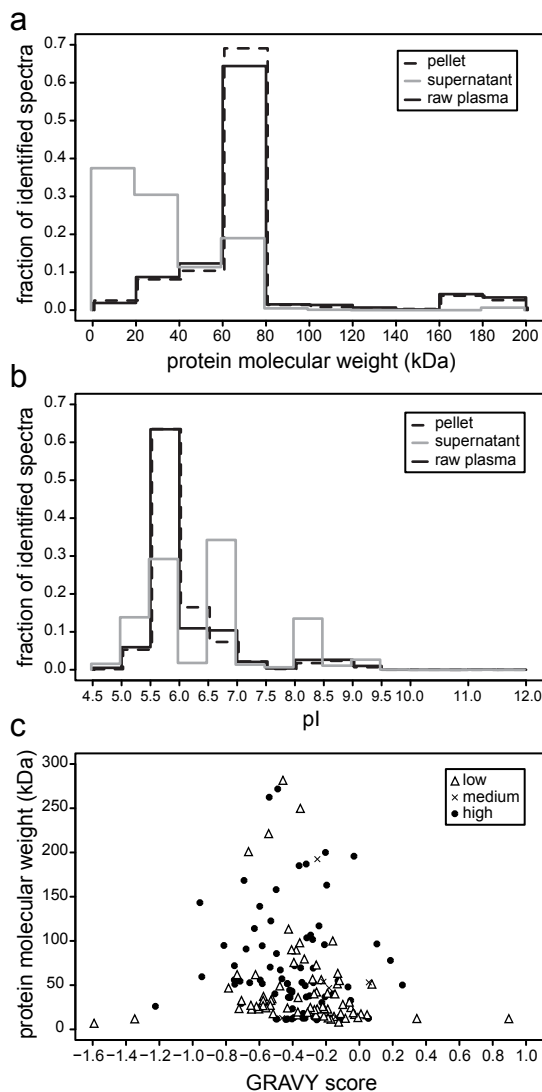 a
fraction of identified spectra
0.7
0.6
0.5
0.4
0.3
0.2
0.1
0.0
pellet
supernatant
raw plasma
0 20 40 60 80 100 120 140 160 180 200
protein molecular weight (kDa)
b
fraction of identified spectra
0.7
0.6
0.5
0.4
0.3
0.2
0.1
0.0
pellet
supernatant
raw plasma
4.5 5.0 5.5 6.0 6.5 7.0 7.5 8.0 8.5 9.0 9.5 10.0 11.0 12.0
pI
c
protein molecular weight (kDa)
300
250
200
150
100
50
0
low
medium
high
−1.6 −1.4 −1.2 −1.0 −0.8 −0.6 −0.4 −0.2 0.0 0.2 0.4 0.6 0.8 1.0
GRAVY score